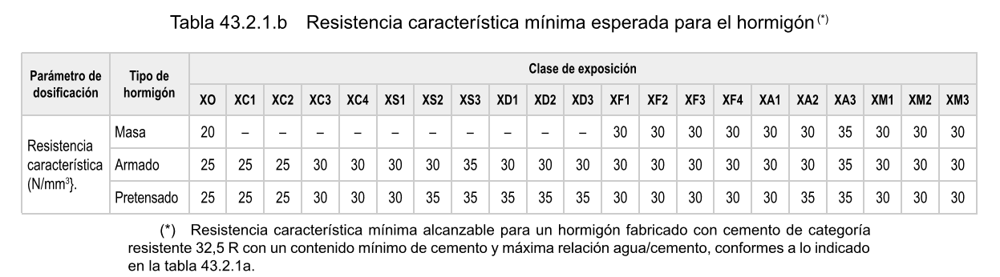 Tabla 43.2.1.b Resistencia característica mínima esperada para el hormigón (*)
Parámetro de dosificación Tipo de hormigón Clase de exposición
XO XC1 XC2 XC3 XC4 XS1 XS2 XS3 XD1 XD2 XD3 XF1 XF2 XF3 XF4 XA1 XA2 XA3 XM1 XM2 XM3
Resistencia característica (N/mm³}.
Masa 20 – – – – – – – – – – 30 30 30 30 30 30 35 30 30 30
Armado 25 25 25 30 30 30 30 35 30 30 30 30 30 30 30 30 30 35 30 30 30
Pretensado 25 25 25 30 30 30 35 35 35 35 35 30 30 30 30 30 35 35 30 30 30
(*) Resistencia característica mínima alcanzable para un hormigón fabricado con cemento de categoría
resistente 32,5 R con un contenido mínimo de cemento y máxima relación agua/cemento, conformes a lo indicado
en la tabla 43.2.1a.